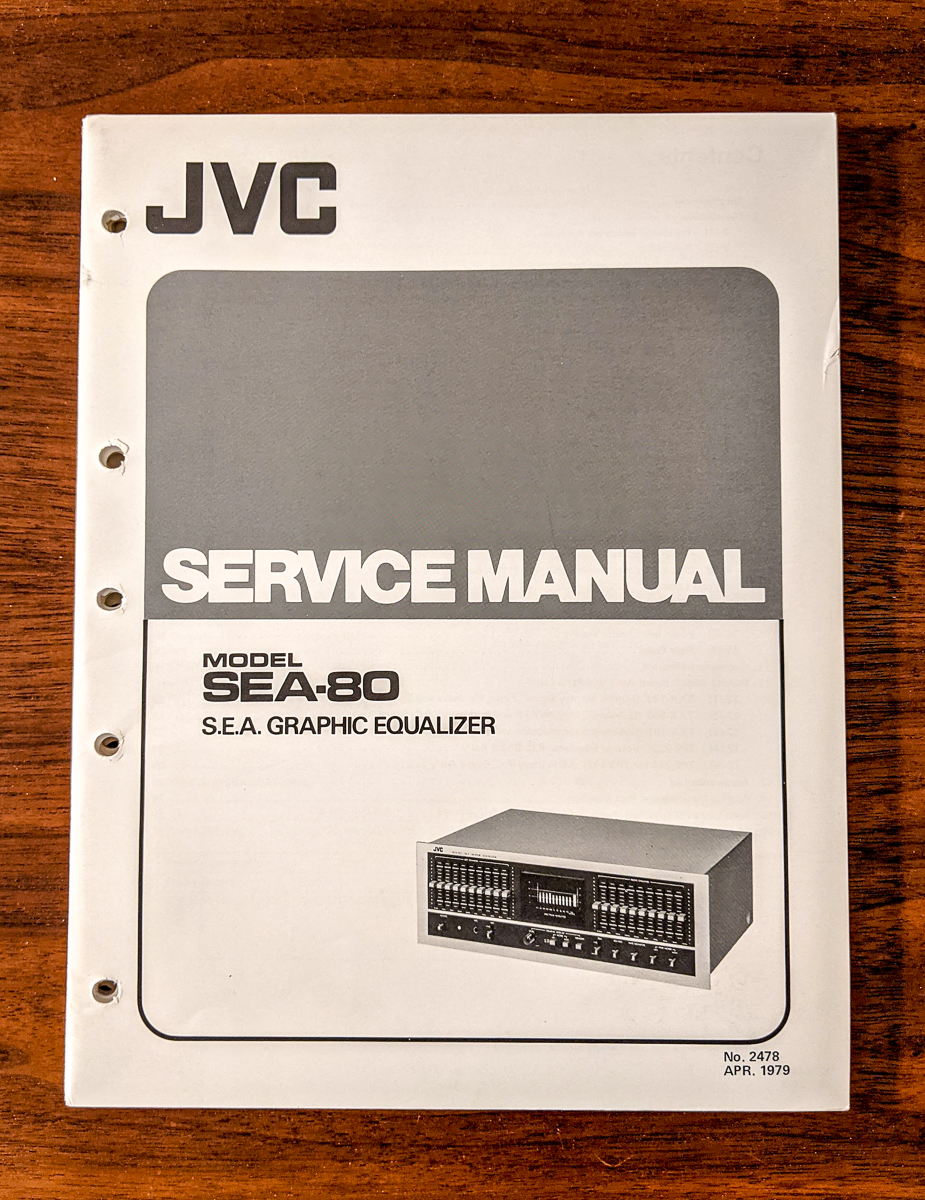 JVC
SERVICE MANUAL
MODEL
SEA-80
S.E.A. GRAPHIC EQUALIZER
JVC
No. 2478
APR. 1979